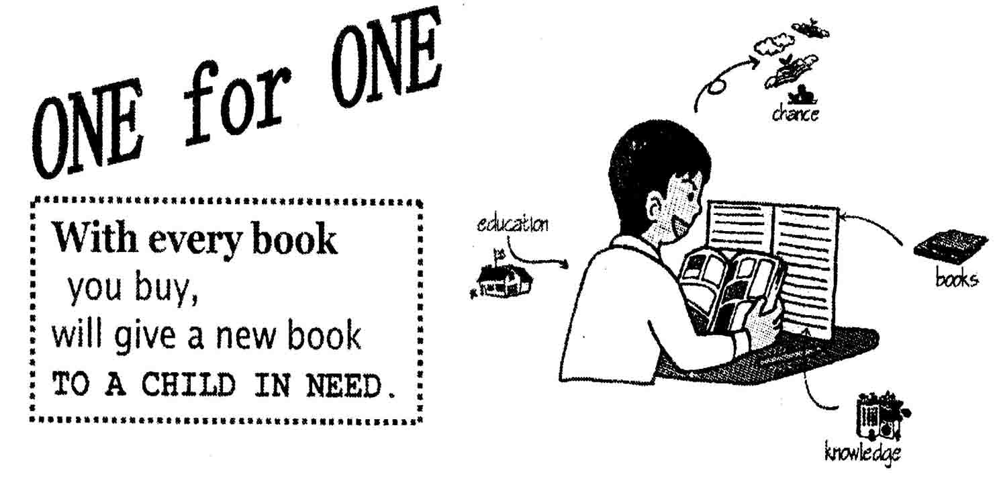 ONE for ONE
With every book
you buy,
will give a new book
TO A CHILD IN NEED.
chance
education
books
knowledge